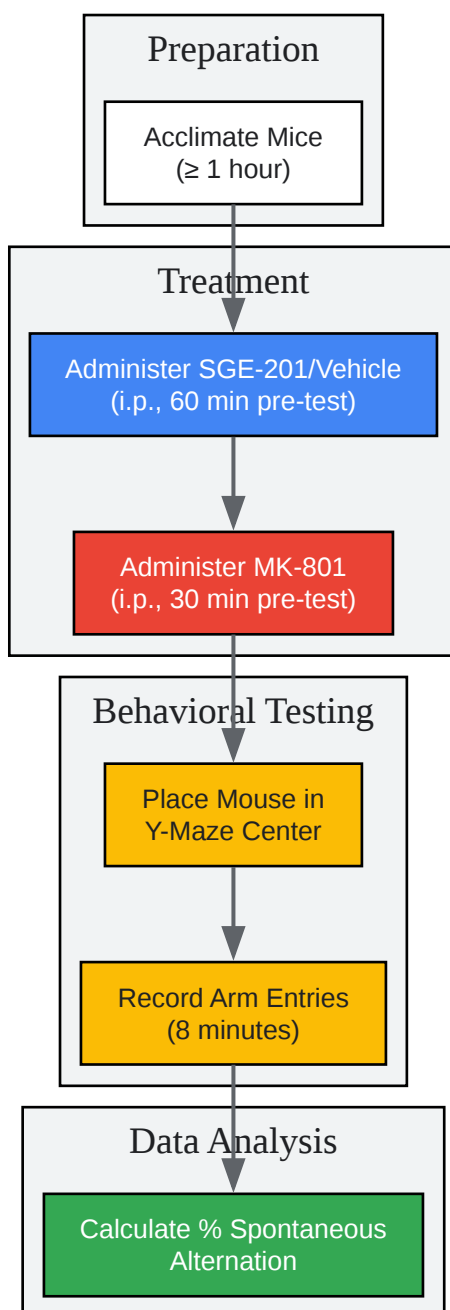 Preparation
Acclimate Mice
(≥ 1 hour)
Treatment
Administer SGE-201/Vehicle
(i.p., 60 min pre-test)
Administer MK-801
(i.p., 30 min pre-test)
Behavioral Testing
Place Mouse in
Y-Maze Center
Record Arm Entries
(8 minutes)
Data Analysis
Calculate % Spontaneous
Alternation